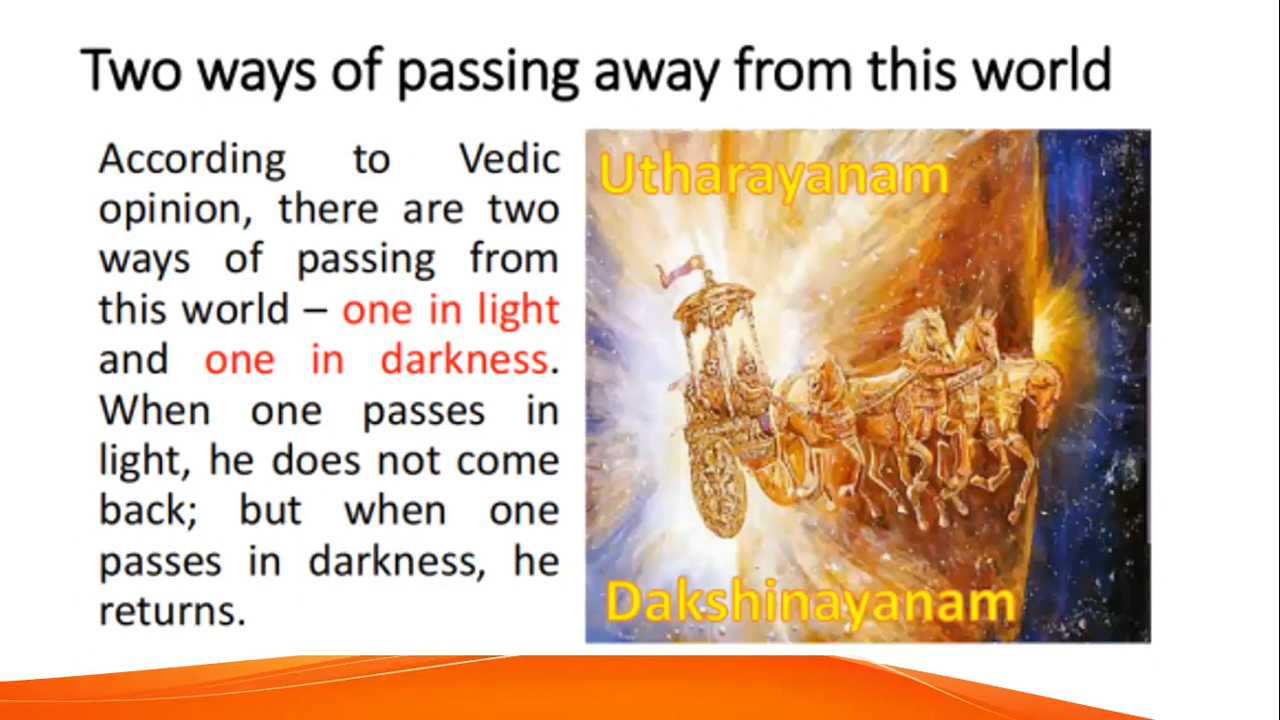 Two ways of passing away from this world
According to Vedic
opinion, there are two
ways of passing from
this world – one in light
and one in darkness.
When one passes in
light, he does not come
back; but when one
passes in darkness, he
returns.
Utharayanam
Dakshinayanam